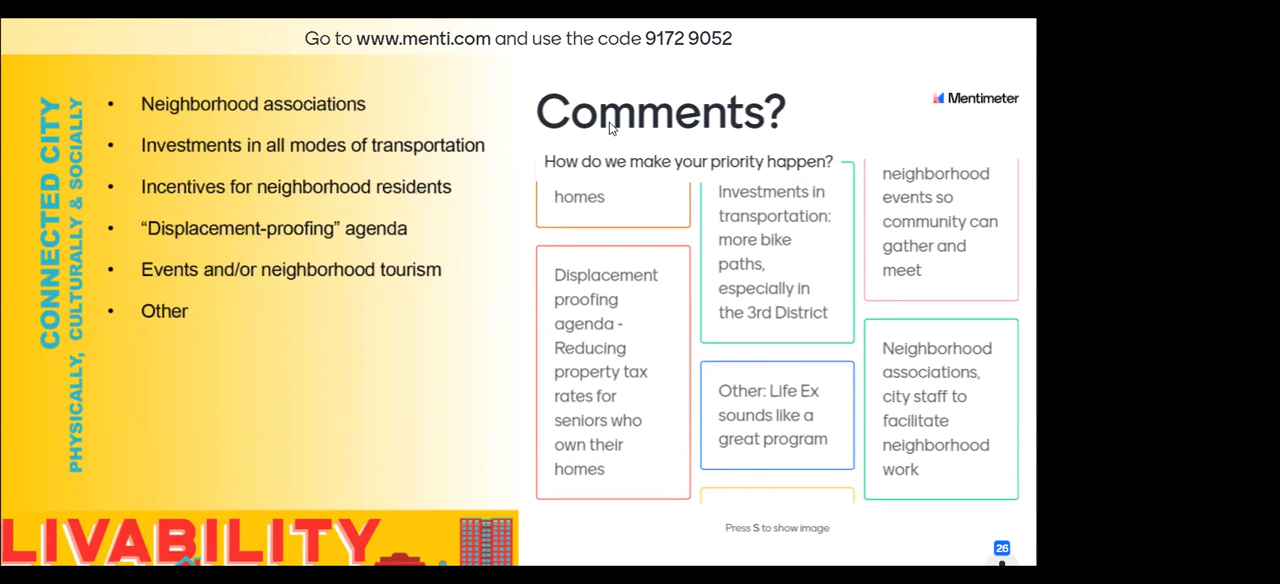 Go to www.menti.com and use the code 9172 9052
CONNECTED CITY
PHYSICALLY, CULTURALLY & SOCIALLY
• Neighborhood associations
• Investments in all modes of transportation
• Incentives for neighborhood residents
• “Displacement-proofing” agenda
• Events and/or neighborhood tourism
• Other
LIVABILITY
Comments?
Mentimeter
How do we make your priority happen?
homes
Displacement
proofing
agenda -
Reducing
property tax
rates for
seniors who
own their
homes
Investments in
transportation:
more bike
paths,
especially in
the 3rd District
Other: Life Ex
sounds like a
great program
neighborhood
events so
community can
gather and
meet
Neighborhood
associations,
city staff to
facilitate
neighborhood
work
Press S to show image
26